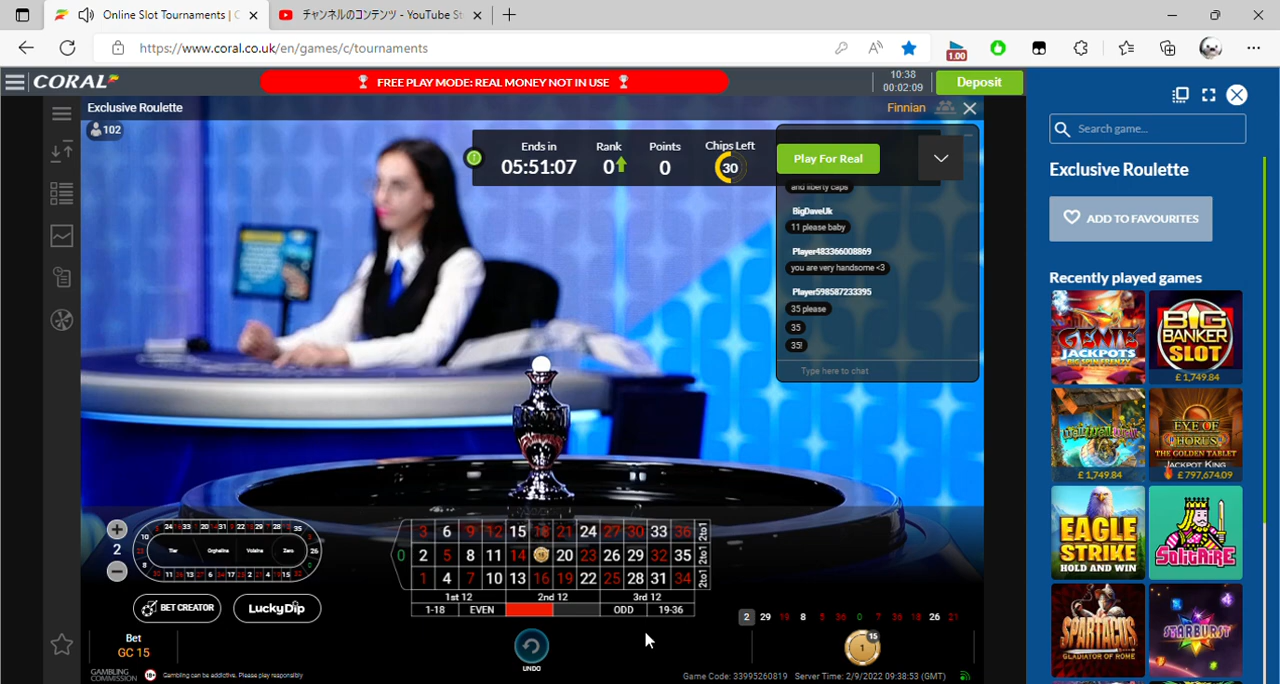 Online Slot Tournaments | C
チャンネルのコンテンツ - YouTube St
https://www.coral.co.uk/en/games/c/tournaments
1.00
CORAL
FREE PLAY MODE: REAL MONEY NOT IN USE
10:38
00:02:09
Deposit
Exclusive Roulette
Finnian
102
Ends in Rank Points Chips Left
05:51:07 0 0 30
Play For Real
and liberty caps
BigDaveUk
11 please baby
Player483366008869
you are very handsome <3
Player598587233395
35 please
35
35!
Type here to chat
Search game...
Exclusive Roulette
ADD TO FAVOURITES
Recently played games
GENIE JACKPOTS BIG SPIN FRENZY
BIG BANKER SLOT
£1,749.84
£1,749.84
EYE OF HORUS THE GOLDEN TABLET
JACKPOT KING
£797,674.09
EAGLE STRIKE HOLD AND WIN
SOLITAIRE
SPARTACUS GLADIATOR OF ROME
STARBURST
2
Tier Orphelins Voisins Zero
BET CREATOR
LuckyDip
3 6 9 12 15 18 21 24 27 30 33 36 2to1
0 2 5 8 11 14 20 23 26 29 32 35 2to1
1 4 7 10 13 16 19 22 25 28 31 34 2to1
1st 12 2nd 12 3rd 12
1-18 EVEN ODD 19-36
2 29 19 8 5 36 0 7 36 18 26 21
Bet
GC 15
UNDO
1
15
GAMBLING COMMISSION
18+
Gambling can be addictive. Please play responsibly
Game Code: 33995260819 Server Time: 2/9/2022 09:38:53 (GMT)